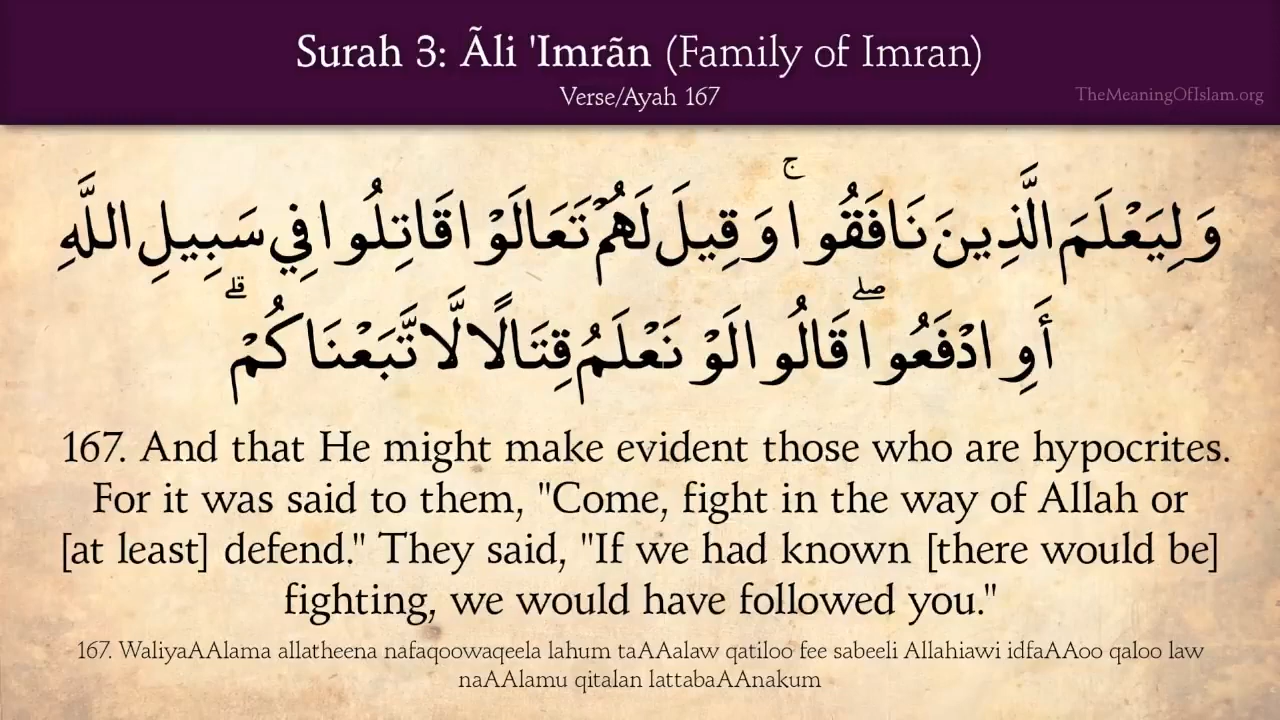 Surah 3: Ãli 'Imrãn (Family of Imran)
Verse/Ayah 167
TheMeaningOfIslam.org
وَلِيَعْلَمَ الَّذِينَ نَافَقُوا ۚ وَقِيلَ لَهُمْ تَعَالَوْا قَاتِلُوا فِي سَبِيلِ اللَّهِ
أَوِ ادْفَعُوا ۖ قَالُوا لَوْ نَعْلَمُ قِتَالًا لَّاتَّبَعْنَاكُمْ ۗ
167. And that He might make evident those who are hypocrites.
For it was said to them, "Come, fight in the way of Allah or
[at least] defend." They said, "If we had known [there would be]
fighting, we would have followed you."
167. WaliyaAAlama allatheena nafaqoowaqeela lahum taAAalaw qatiloo fee sabeeli Allahiawi idfaAAoo qaloo law
naAAlamu qitalan lattabaAAnakum